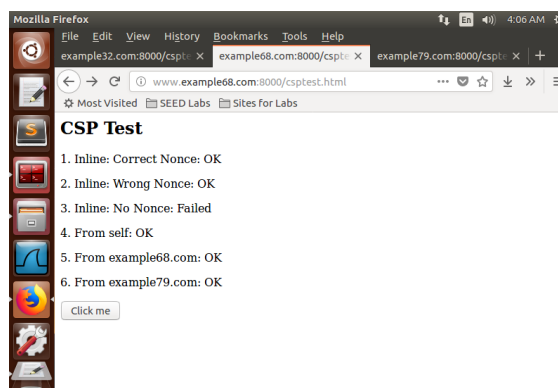 Mozilla Firefox En 4:06 AM
File Edit View History Bookmarks Tools Help
example32.com:8000/cspte × example68.com:8000/cspte × example79.com:8000/cspte × +
www.example68.com:8000/csptest.html
Most Visited SEED Labs Sites for Labs
CSP Test
1. Inline: Correct Nonce: OK
2. Inline: Wrong Nonce: OK
3. Inline: No Nonce: Failed
4. From self: OK
5. From example68.com: OK
6. From example79.com: OK
Click me